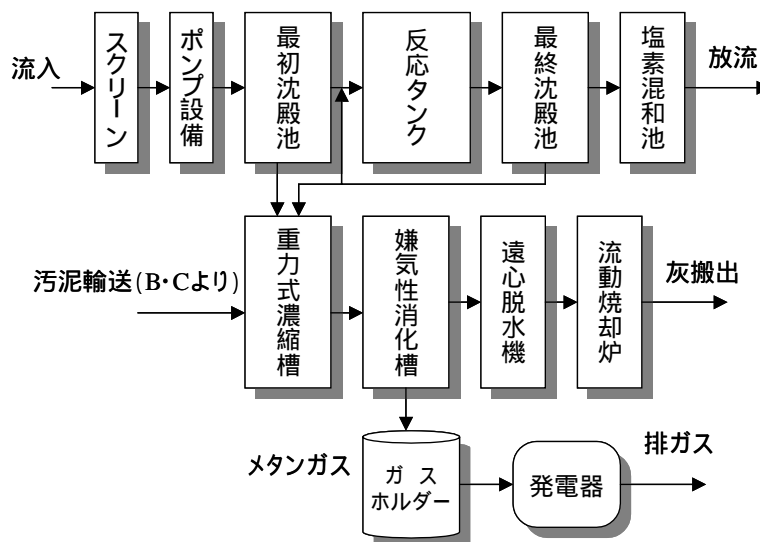 流入
スクリーン
ポンプ設備
最初沈殿池
反応タンク
最終沈殿池
塩素混和池
放流
汚泥輸送(B・Cより)
重力式濃縮槽
嫌気性消化槽
遠心脱水機
流動焼却炉
灰搬出
メタンガス
ガス
ホルダー
発電器
排ガス